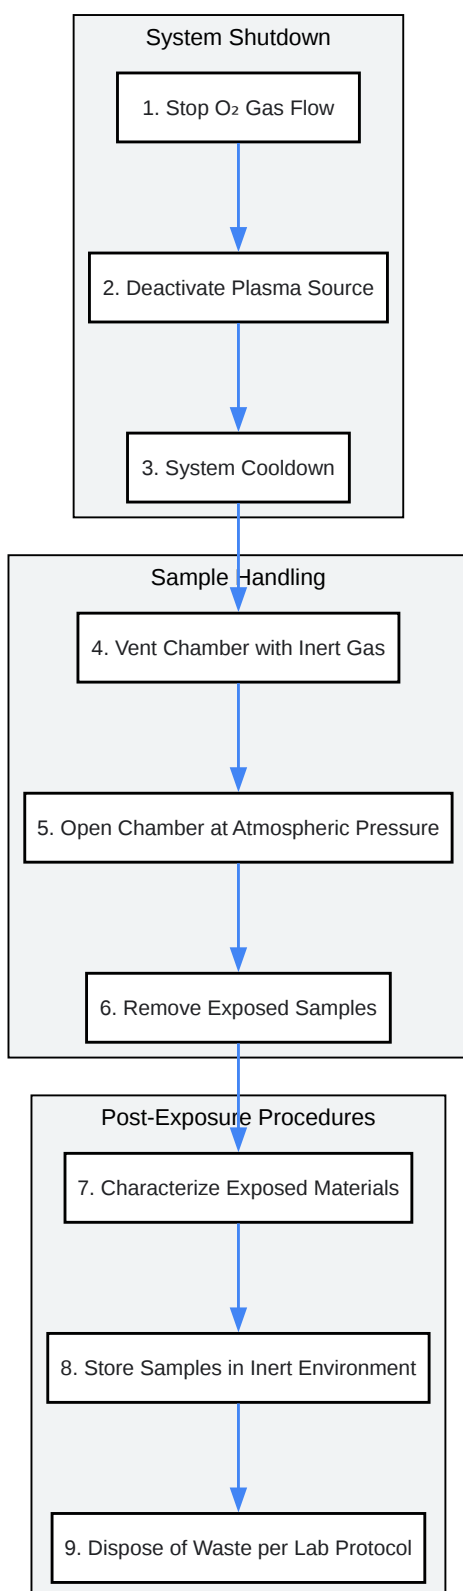 System Shutdown
1. Stop O₂ Gas Flow
2. Deactivate Plasma Source
3. System Cooldown
Sample Handling
4. Vent Chamber with Inert Gas
5. Open Chamber at Atmospheric Pressure
6. Remove Exposed Samples
Post-Exposure Procedures
7. Characterize Exposed Materials
8. Store Samples in Inert Environment
9. Dispose of Waste per Lab Protocol